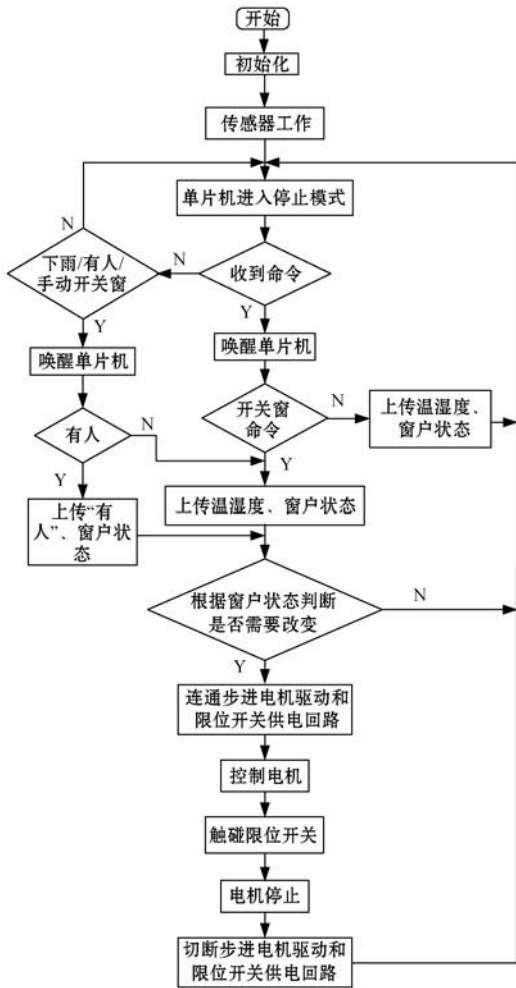 开始
初始化
传感器工作
单片机进入停止模式
N
下雨/有人/
手动开关窗
N
收到命令
Y
Y
唤醒单片机
唤醒单片机
有人
N
开关窗
命令
N
上传温湿度、
窗户状态
Y
Y
上传“有
人”、窗户状
态
上传温湿度、窗户状态
根据窗户状态判断
是否需要改变
N
Y
连通步进电机驱动和
限位开关供电回路
控制电机
触碰限位开关
电机停止
切断步进电机驱动和
限位开关供电回路